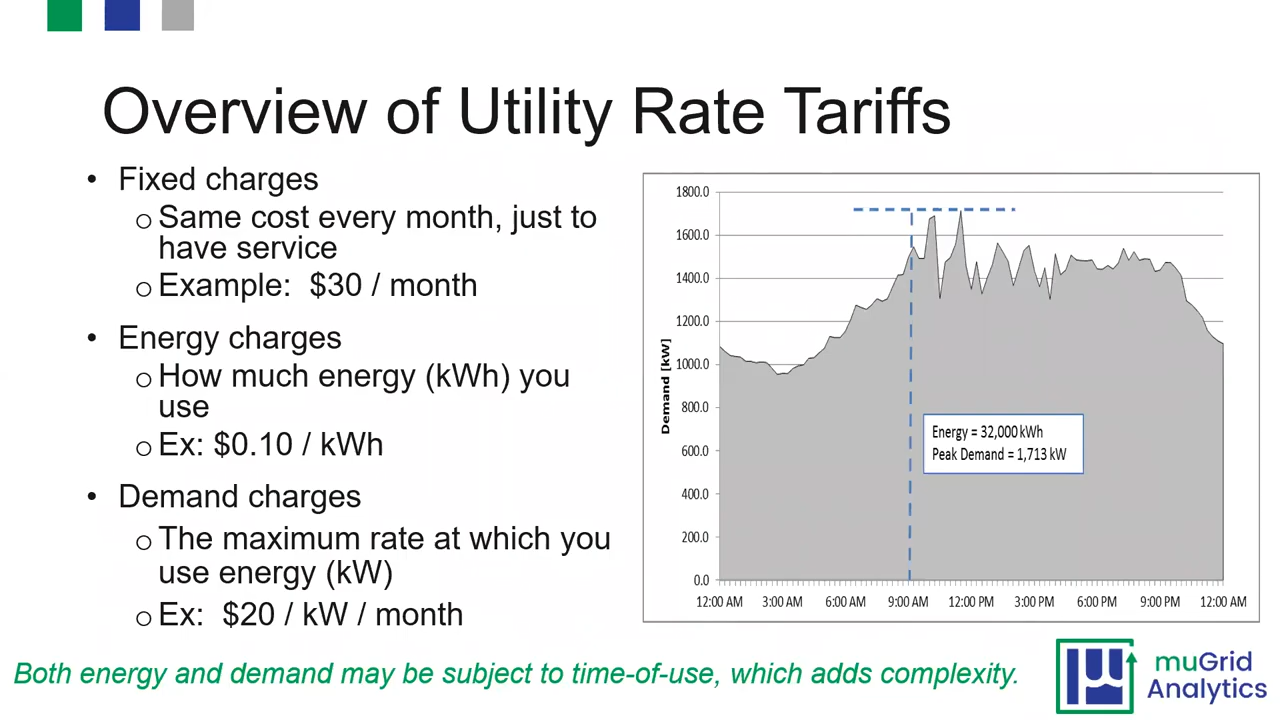 Overview of Utility Rate Tariffs
• Fixed charges
o Same cost every month, just to
have service
o Example: $30 / month
• Energy charges
o How much energy (kWh) you
use
o Ex: $0.10 / kWh
• Demand charges
o The maximum rate at which you
use energy (kW)
o Ex: $20 / kW / month
Demand [kW]
1800.0
1600.0
1400.0
1200.0
1000.0
800.0
600.0
400.0
200.0
0.0
Energy = 32,000 kWh
Peak Demand = 1,713 kW
12:00 AM 3:00 AM 6:00 AM 9:00 AM 12:00 PM 3:00 PM 6:00 PM 9:00 PM 12:00 AM
Both energy and demand may be subject to time-of-use, which adds complexity.
muGrid
Analytics